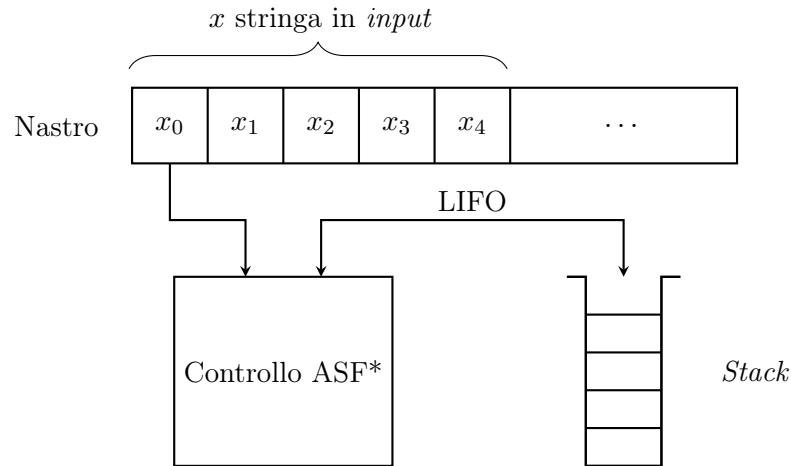 x stringa in input
Nastro x₀ x₁ x₂ x₃ x₄ ...
LIFO
Controllo ASF*
Stack